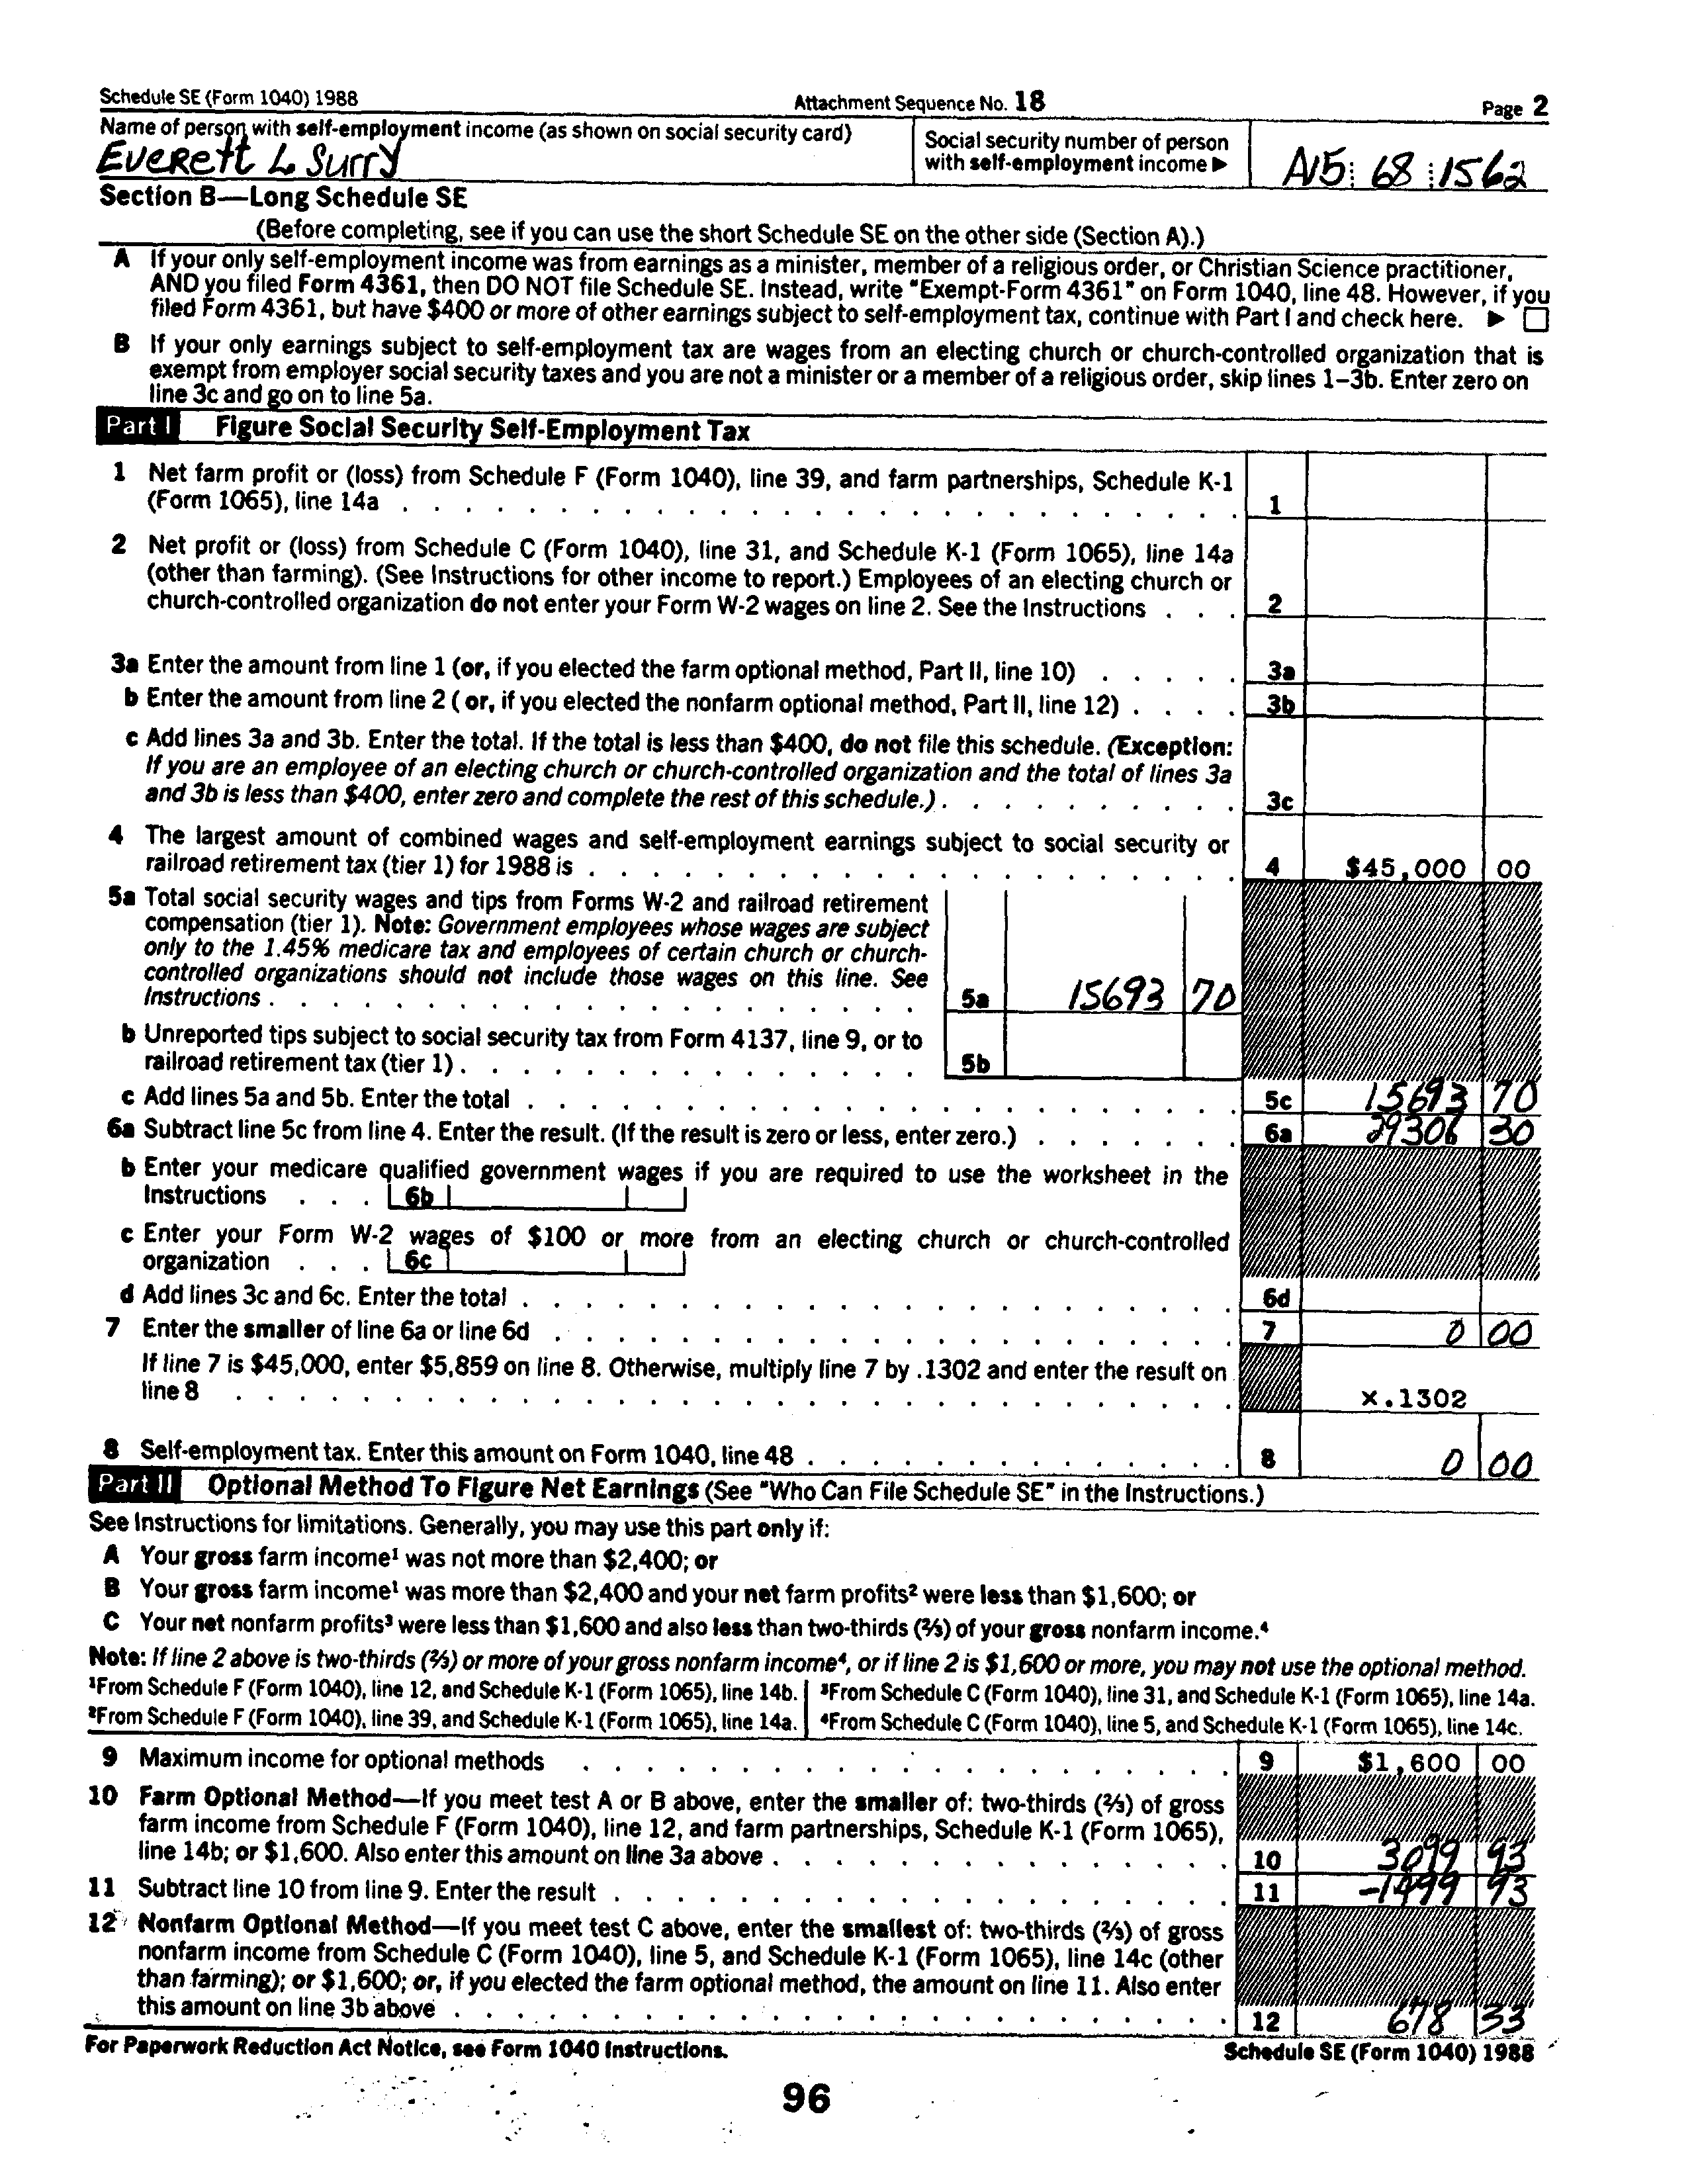 Schedule SE (Form 1040) 1988 Attachment Sequence No. 18 Page 2
Name of person with self-employment income (as shown on social security card)
Everett L Surry
Social security number of person
with self-employment income ▶ 68 1562
Section B—Long Schedule SE
(Before completing, see if you can use the short Schedule SE on the other side (Section A).)
A If your only self-employment income was from earnings as a minister, member of a religious order, or Christian Science practitioner,
AND you filed Form 4361, then DO NOT file Schedule SE. Instead, write "Exempt-Form 4361" on Form 1040, line 48. However, if you
filed Form 4361, but have $400 or more of other earnings subject to self-employment tax, continue with Part I and check here. ▶ ☐
B If your only earnings subject to self-employment tax are wages from an electing church or church-controlled organization that is
exempt from employer social security taxes and you are not a minister or a member of a religious order, skip lines 1–3b. Enter zero on
line 3c and go on to line 5a.
Part I Figure Social Security Self-Employment Tax
1 Net farm profit or (loss) from Schedule F (Form 1040), line 39, and farm partnerships, Schedule K-1
(Form 1065), line 14a 1
2 Net profit or (loss) from Schedule C (Form 1040), line 31, and Schedule K-1 (Form 1065), line 14a
(other than farming). (See Instructions for other income to report.) Employees of an electing church or
church-controlled organization do not enter your Form W-2 wages on line 2. See the Instructions 2
3a Enter the amount from line 1 (or, if you elected the farm optional method, Part II, line 10) 3a
b Enter the amount from line 2 ( or, if you elected the nonfarm optional method, Part II, line 12) 3b
c Add lines 3a and 3b. Enter the total. If the total is less than $400, do not file this schedule. (Exception:
If you are an employee of an electing church or church-controlled organization and the total of lines 3a
and 3b is less than $400, enter zero and complete the rest of this schedule.) 3c
4 The largest amount of combined wages and self-employment earnings subject to social security or
railroad retirement tax (tier 1) for 1988 is 4 $45,000 00
5a Total social security wages and tips from Forms W-2 and railroad retirement
compensation (tier 1). Note: Government employees whose wages are subject
only to the 1.45% medicare tax and employees of certain church or church-
controlled organizations should not include those wages on this line. See
Instructions 5a 15693 70
b Unreported tips subject to social security tax from Form 4137, line 9, or to
railroad retirement tax (tier 1) 5b
c Add lines 5a and 5b. Enter the total 5c 15693 70
6a Subtract line 5c from line 4. Enter the result. (If the result is zero or less, enter zero.) 6a 29306 30
b Enter your medicare qualified government wages if you are required to use the worksheet in the
Instructions 6b
c Enter your Form W-2 wages of $100 or more from an electing church or church-controlled
organization 6c
d Add lines 3c and 6c. Enter the total 6d
7 Enter the smaller of line 6a or line 6d 7 0 00
If line 7 is $45,000, enter $5,859 on line 8. Otherwise, multiply line 7 by .1302 and enter the result on
line 8 ×.1302
8 Self-employment tax. Enter this amount on Form 1040, line 48 8 0 00
Part II Optional Method To Figure Net Earnings (See "Who Can File Schedule SE" in the Instructions.)
See Instructions for limitations. Generally, you may use this part only if:
A Your gross farm income¹ was not more than $2,400; or
B Your gross farm income¹ was more than $2,400 and your net farm profits² were less than $1,600; or
C Your net nonfarm profits³ were less than $1,600 and also less than two-thirds (⅔) of your gross nonfarm income.⁴
Note: If line 2 above is two-thirds (⅔) or more of your gross nonfarm income⁴, or if line 2 is $1,600 or more, you may not use the optional method.
¹From Schedule F (Form 1040), line 12, and Schedule K-1 (Form 1065), line 14b. ³From Schedule C (Form 1040), line 31, and Schedule K-1 (Form 1065), line 14a.
²From Schedule F (Form 1040), line 39, and Schedule K-1 (Form 1065), line 14a. ⁴From Schedule C (Form 1040), line 5, and Schedule K-1 (Form 1065), line 14c.
9 Maximum income for optional methods 9 $1,600 00
10 Farm Optional Method—If you meet test A or B above, enter the smaller of: two-thirds (⅔) of gross
farm income from Schedule F (Form 1040), line 12, and farm partnerships, Schedule K-1 (Form 1065),
line 14b; or $1,600. Also enter this amount on line 3a above 10 3099 93
11 Subtract line 10 from line 9. Enter the result 11 -1499 93
12 Nonfarm Optional Method—If you meet test C above, enter the smallest of: two-thirds (⅔) of gross
nonfarm income from Schedule C (Form 1040), line 5, and Schedule K-1 (Form 1065), line 14c (other
than farming); or $1,600; or, if you elected the farm optional method, the amount on line 11. Also enter
this amount on line 3b above 12 678 33
For Paperwork Reduction Act Notice, see Form 1040 Instructions. Schedule SE (Form 1040) 1988
96